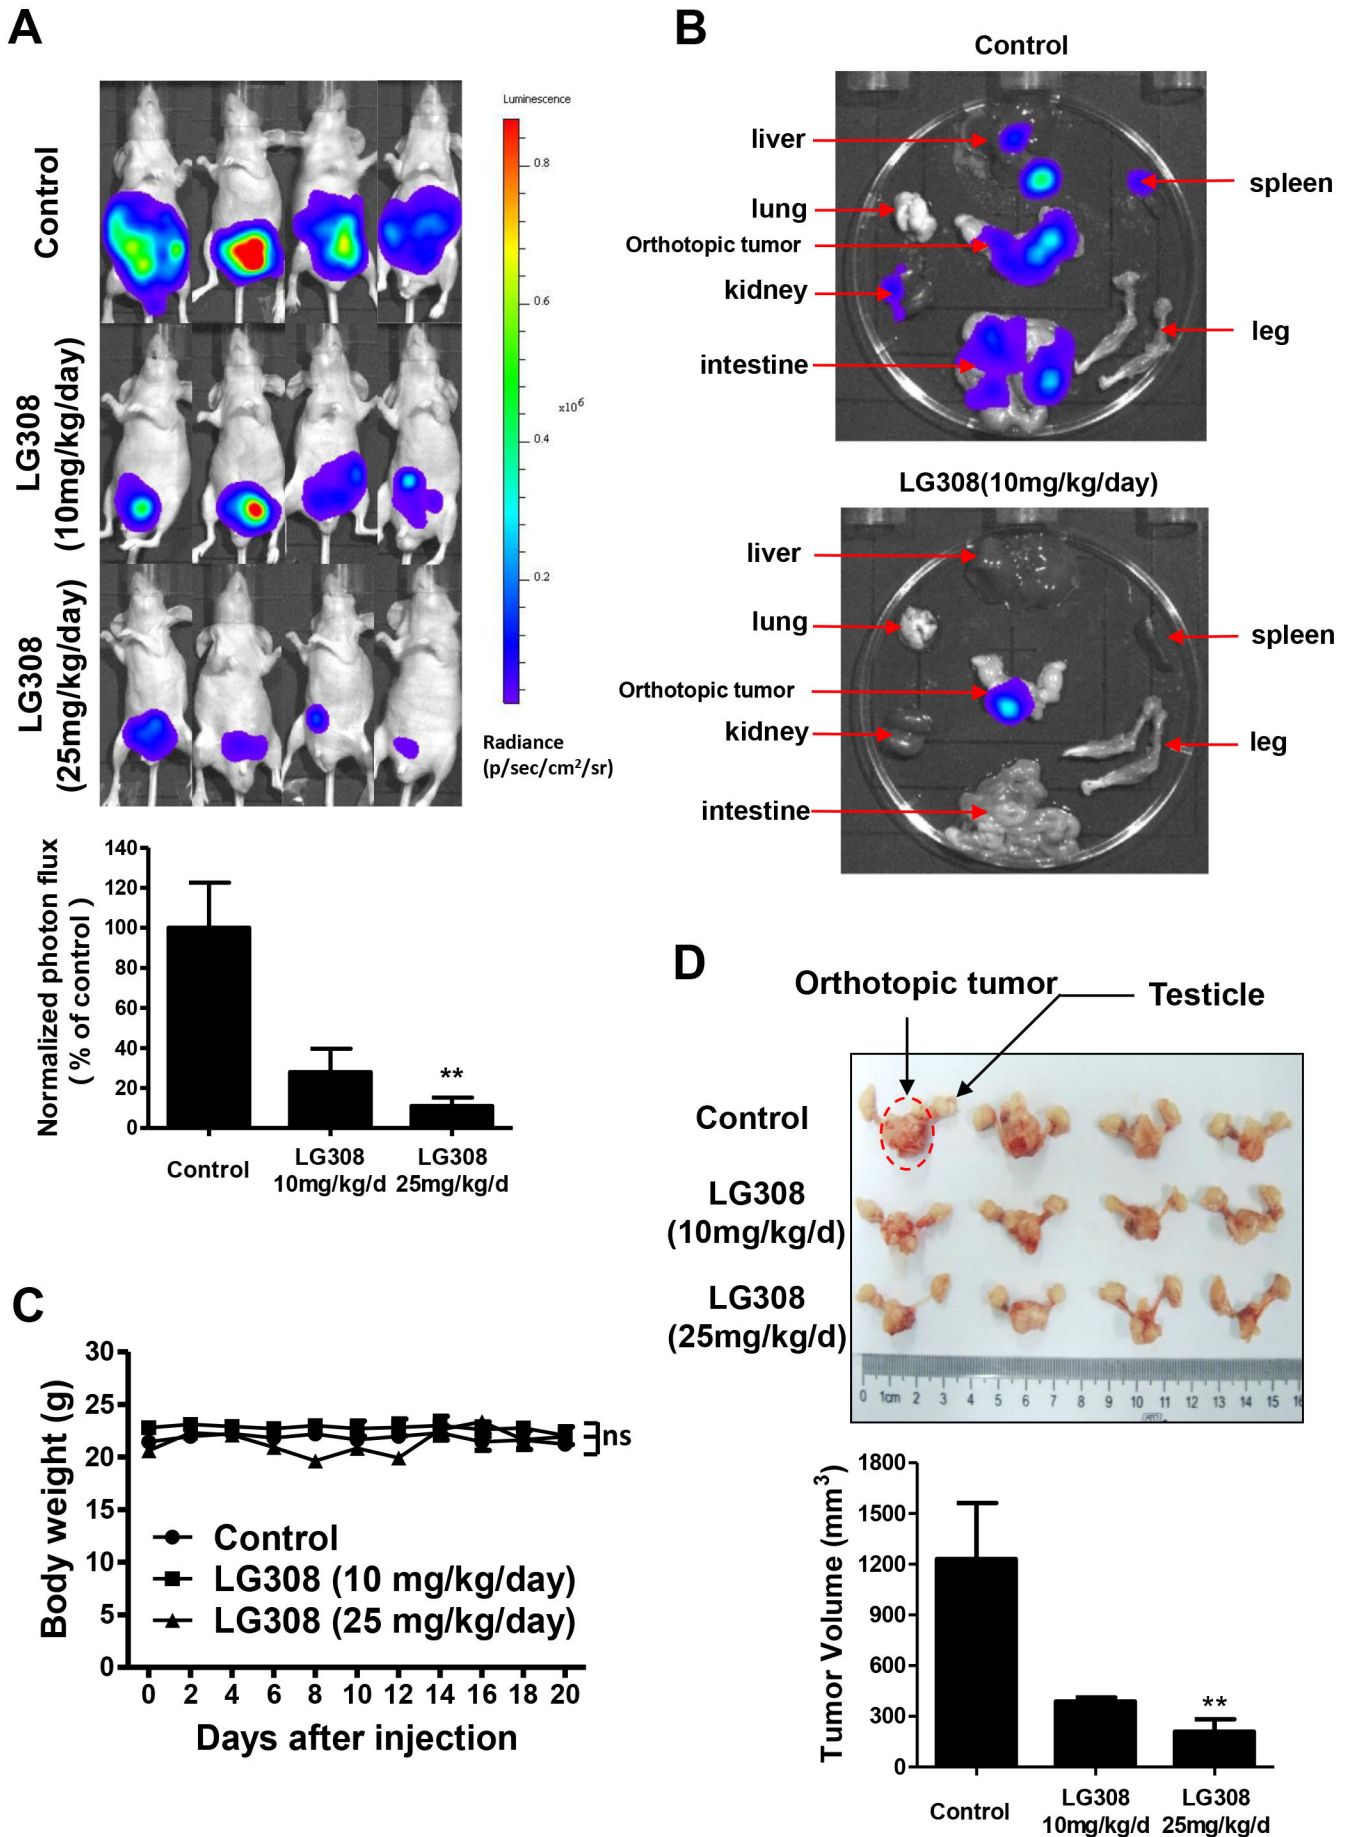 A
Control
LG308
(10mg/kg/day)
LG308
(25mg/kg/day)
Luminescence
0.8
0.6
x10⁶
0.4
0.2
Radiance
(p/sec/cm²/sr)
Normalized photon flux
( % of control )
140
120
100
80
60
40
20
0
**
Control
LG308
10mg/kg/d
LG308
25mg/kg/d
B
Control
liver
lung
Orthotopic tumor
kidney
intestine
spleen
leg
LG308(10mg/kg/day)
liver
lung
Orthotopic tumor
kidney
intestine
spleen
leg
C
Body weight (g)
30
25
20
15
10
5
0
ns
Control
LG308 (10 mg/kg/day)
LG308 (25 mg/kg/day)
0 2 4 6 8 10 12 14 16 18 20
Days after injection
D
Orthotopic tumor
Testicle
Control
LG308
(10mg/kg/d)
LG308
(25mg/kg/d)
0 1cm 2 3 4 5 6 7 8 9 10 11 12 13 14 15 16
Tumor Volume (mm³)
1800
1500
1200
900
600
300
0
**
Control
LG308
10mg/kg/d
LG308
25mg/kg/d